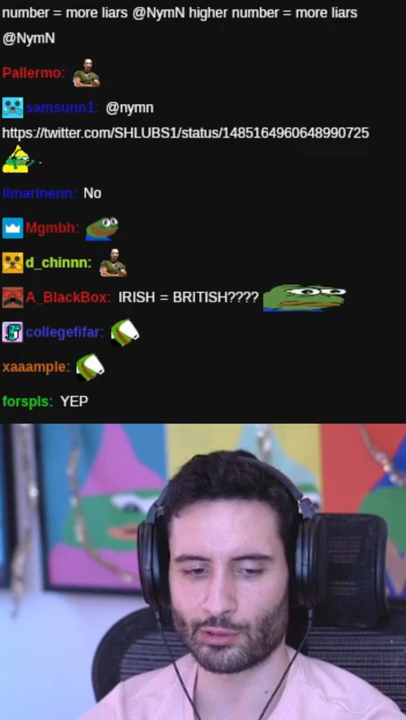 number = more liars @NymN higher number = more liars
@NymN
Pallermo:
samsunn1: @nymn
https://twitter.com/SHLUBS1/status/1485164960648990725
.
ilmarinenn: No
Mgmbh:
d_chinnn:
A_BlackBox: IRISH = BRITISH????
collegefifar:
xaaample:
forspls: YEP